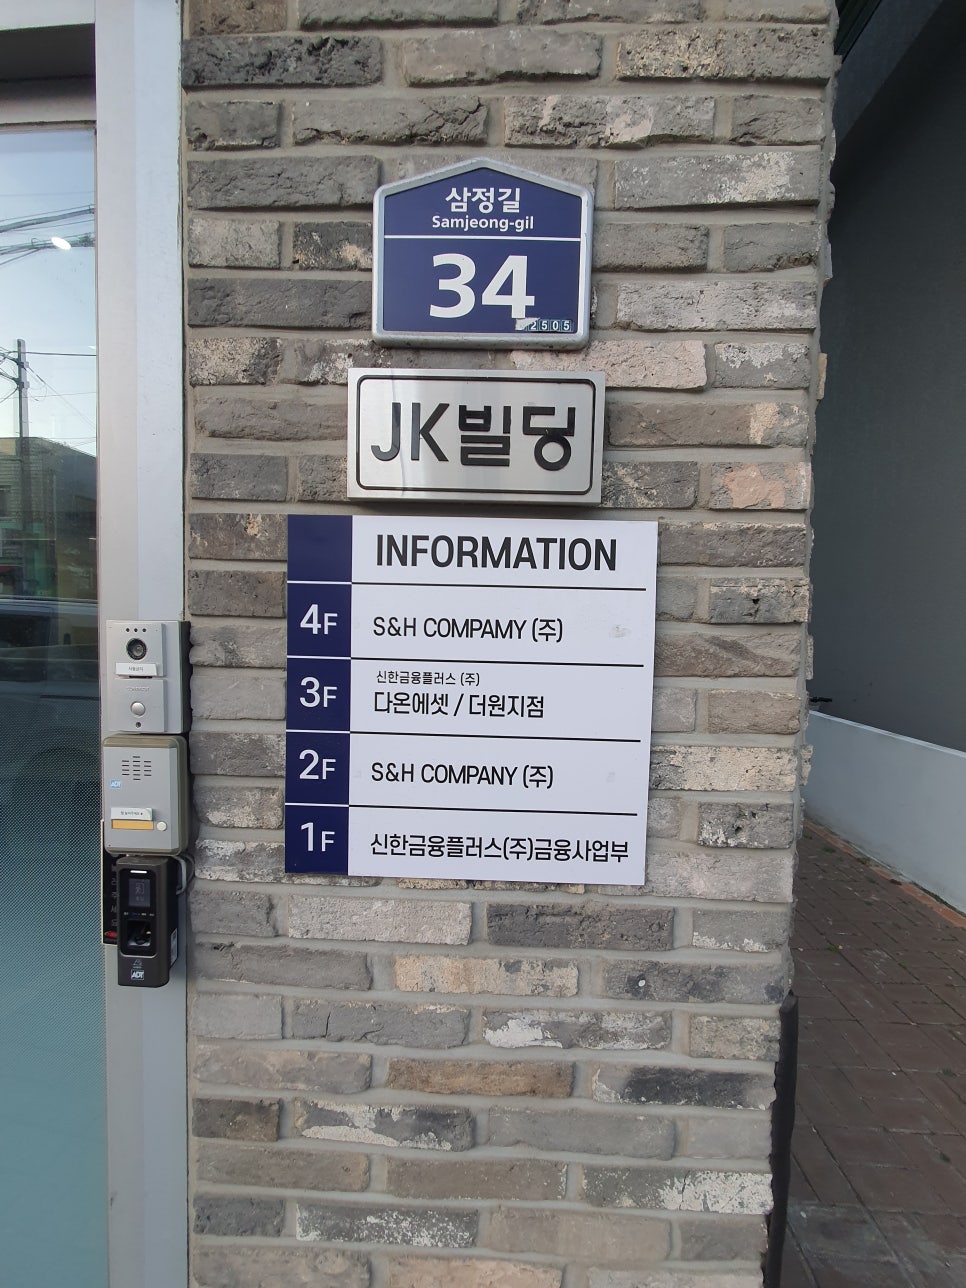 삼정길
Samjeong-gil
34
2505
JK빌딩
INFORMATION
4F
S&H COMPAMY (주)
3F
신한금융플러스 (주)
다온에셋 / 더원지점
2F
S&H COMPANY (주)
1F
신한금융플러스(주)금융사업부
ADT
ADT